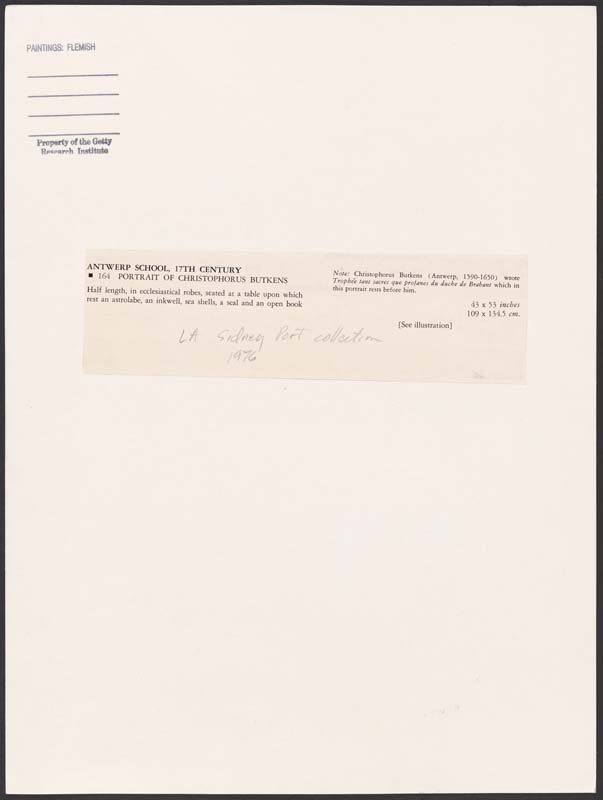 PAINTINGS: FLEMISH
Property of the Getty
Research Institute
ANTWERP SCHOOL, 17TH CENTURY
■ 164 PORTRAIT OF CHRISTOPHORUS BUTKENS
Half length, in ecclesiastical robes, seated at a table upon which
rest an astrolabe, an inkwell, sea shells, a seal and an open book
Note: Christophorus Butkens (Antwerp, 1590-1650) wrote
Trophée tant sacres que profanes du duche de Brabant which in
this portrait rests before him.
43 x 53 inches
109 x 134.5 cm.
[See illustration]
LA Sidney Port collection
1976